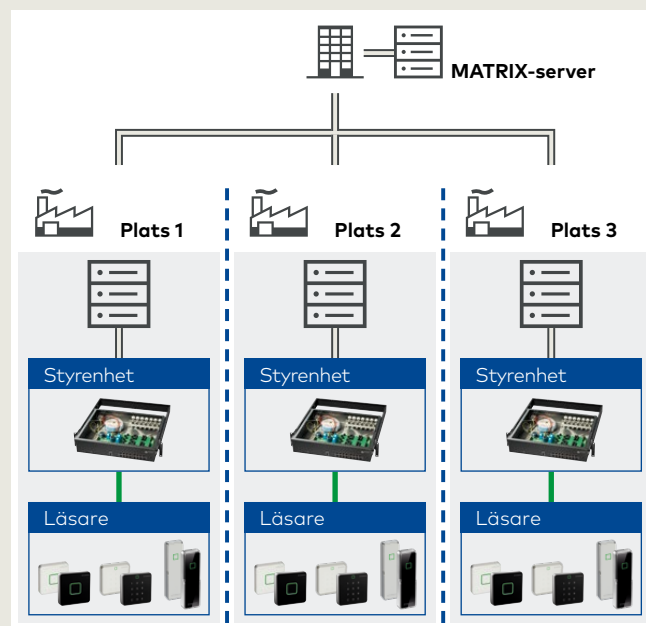 MATRIX-server
Plats 1
Plats 2
Plats 3
Styrenhet
Styrenhet
Styrenhet
Läsare
Läsare
Läsare